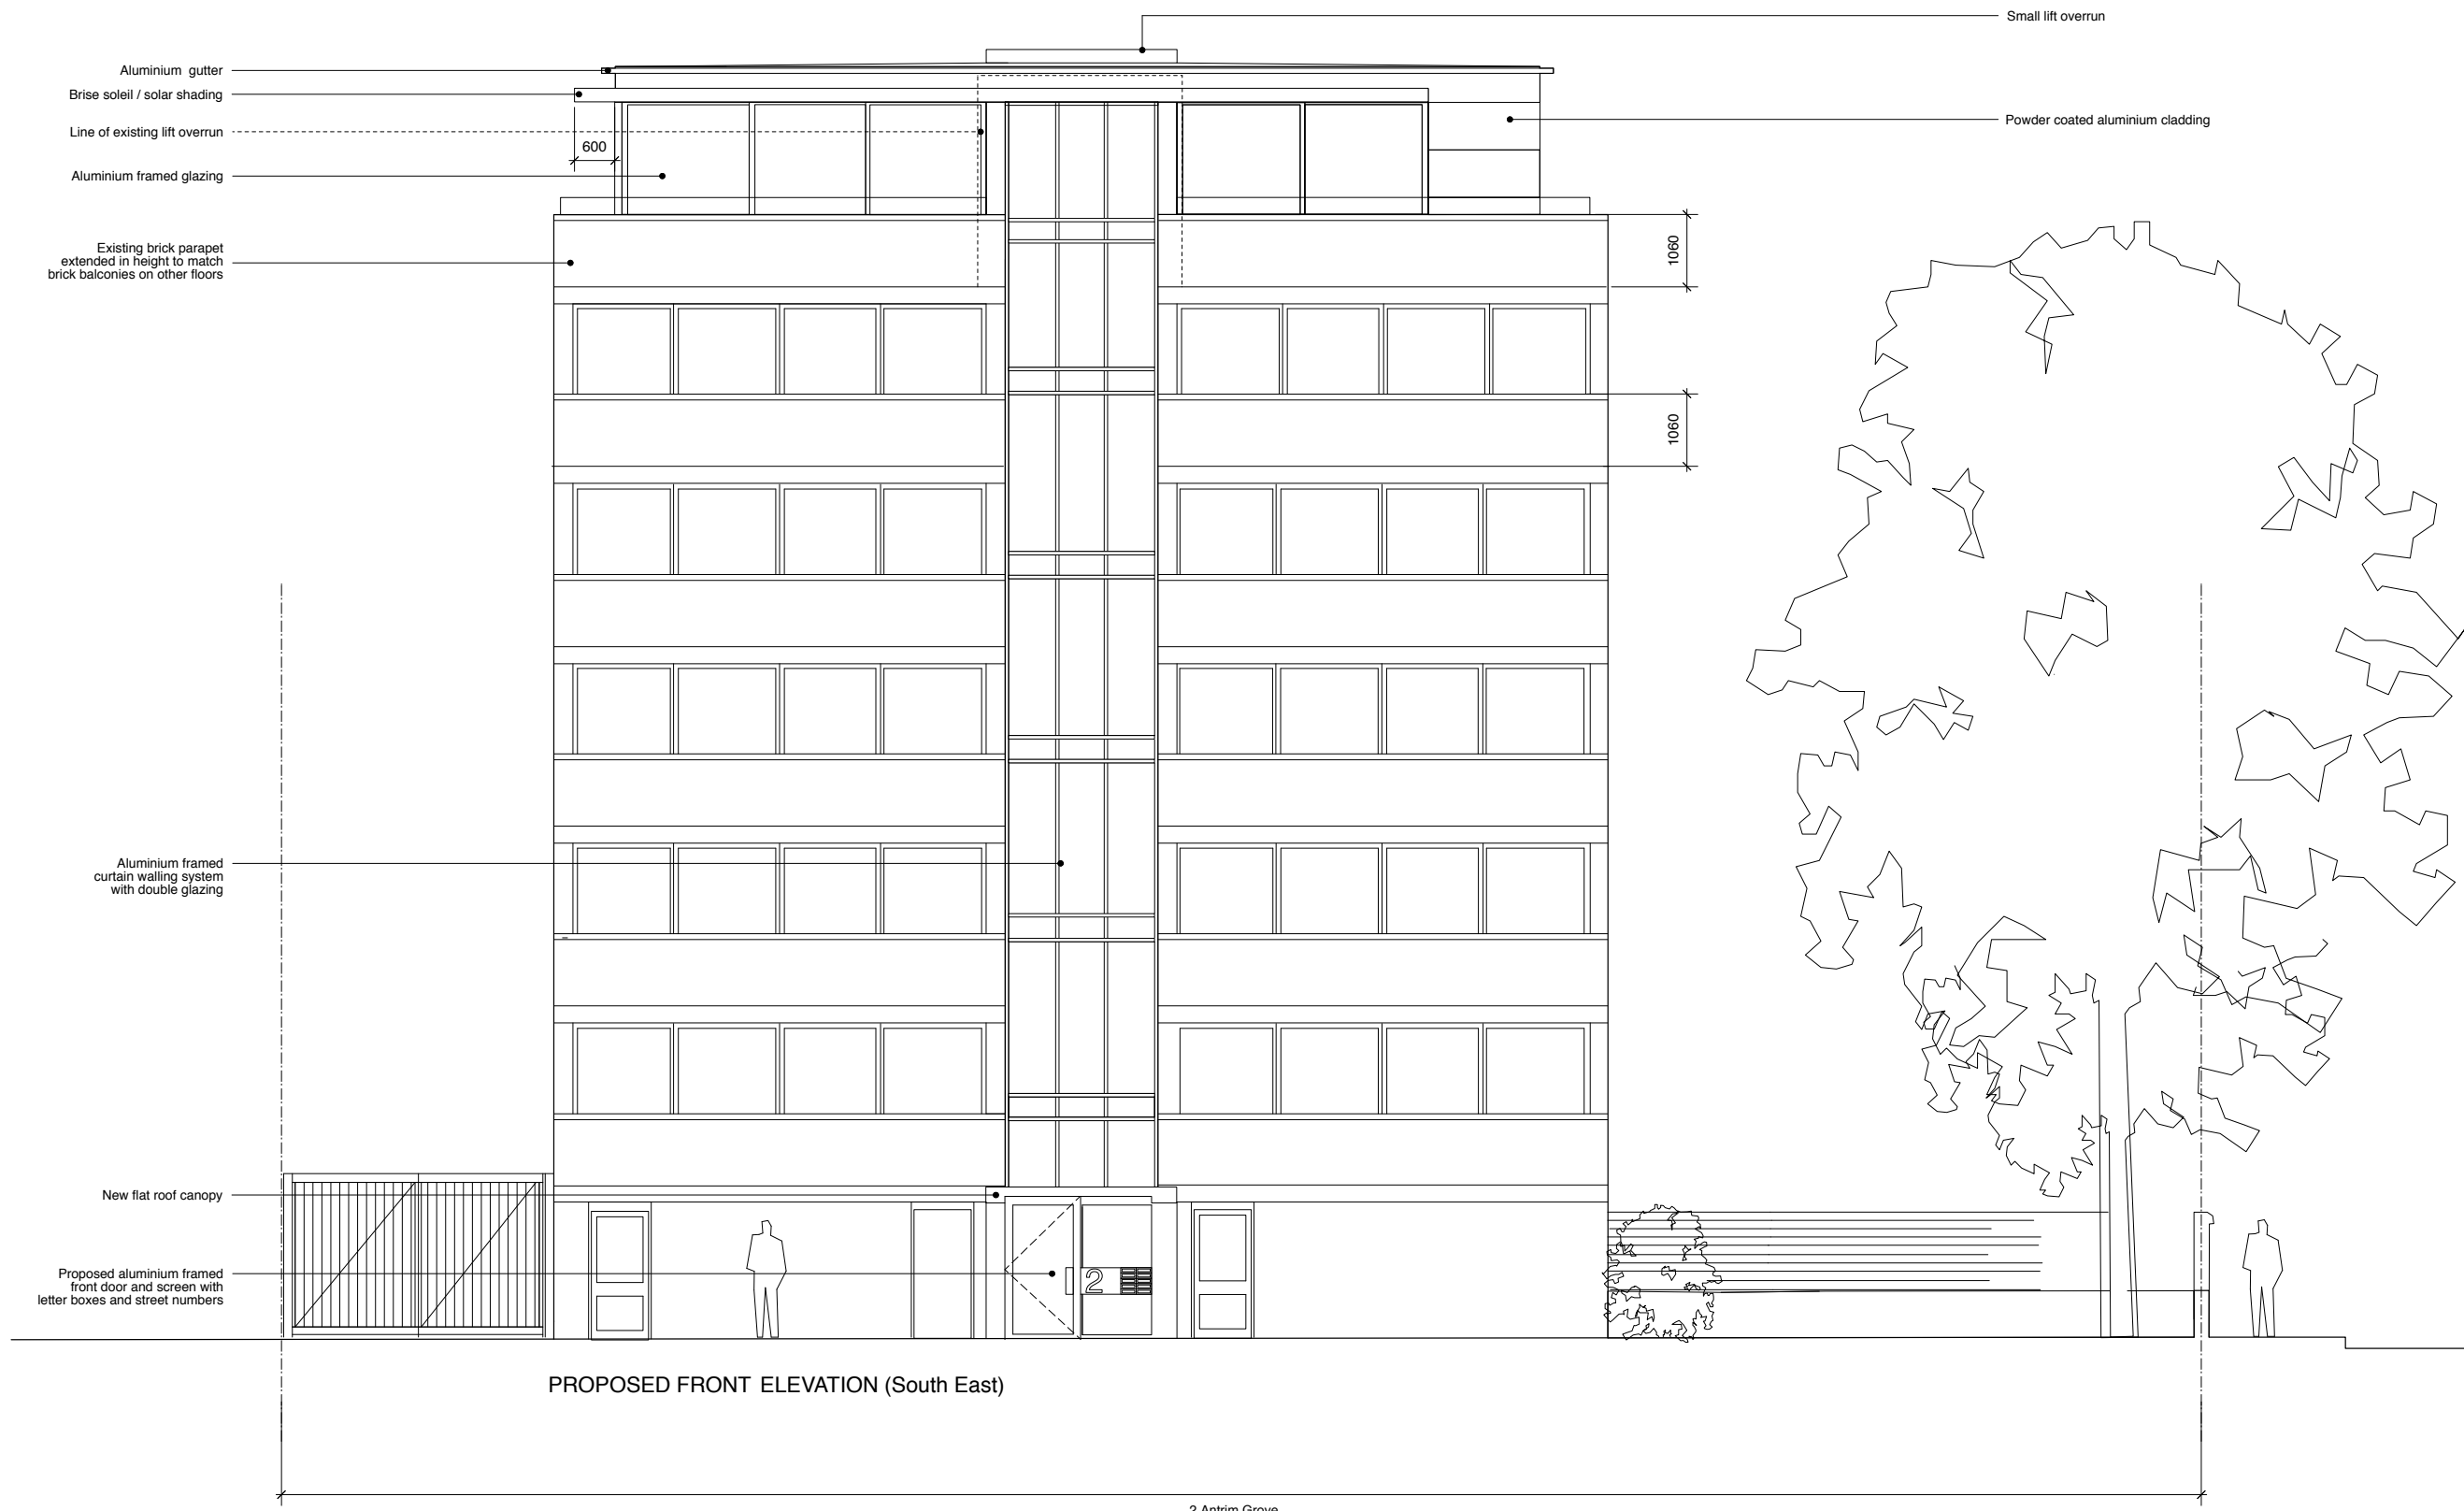 Small lift overrun
Aluminium gutter
Brise soleil / solar shading
Line of existing lift overrun
Powder coated aluminium cladding
600
Aluminium framed glazing
1060
Existing brick parapet
extended in height to match
brick balconies on other floors
1060
Aluminium framed
curtain walling system
with double glazing
New flat roof canopy
Proposed aluminium framed
front door and screen with
letter boxes and street numbers
2
PROPOSED FRONT ELEVATION (South East)
2 Antrim Grove